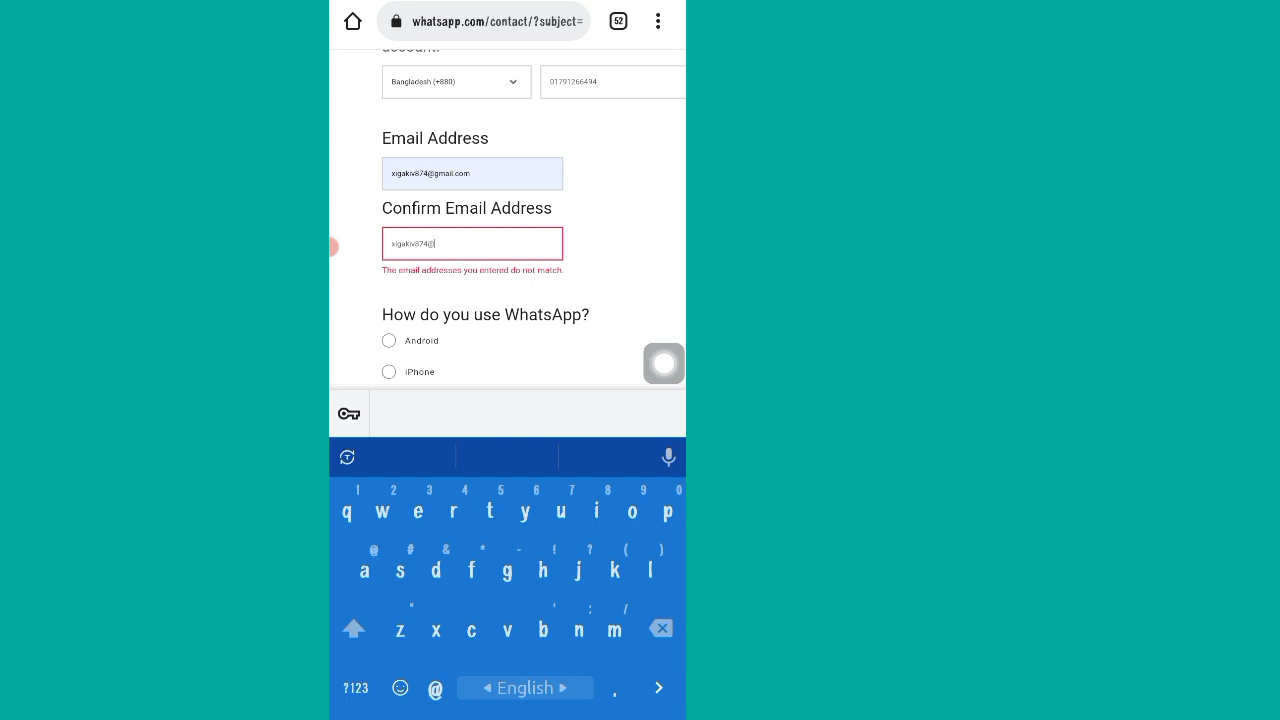 whatsapp.com/contact/?subject=
52
account:
Bangladesh (+880)
01791266494
Email Address
xigakiv874@gmail.com
Confirm Email Address
xigakiv874@
The email addresses you entered do not match.
How do you use WhatsApp?
Android
iPhone
1 2 3 4 5 6 7 8 9 0
q w e r t y u i o p
@ # & * - ! ? ( )
a s d f g h j k l
" ' : /
z x c v b n m
?123 @ English .